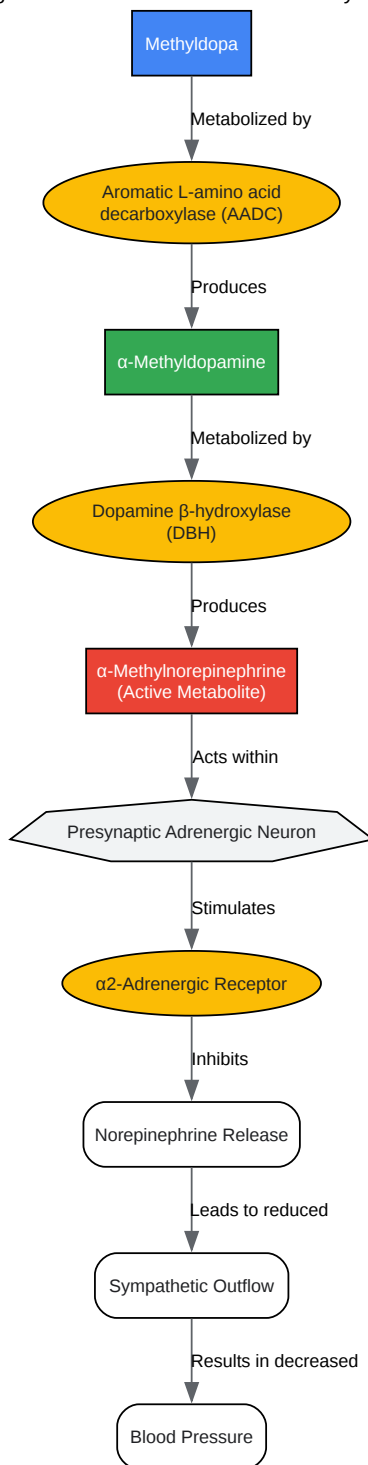 Methyldopa
Metabolized by
Aromatic L-amino acid
decarboxylase (AADC)
Produces
α-Methyldopamine
Metabolized by
Dopamine β-hydroxylase
(DBH)
Produces
α-Methylnorepinephrine
(Active Metabolite)
Acts within
Presynaptic Adrenergic Neuron
Stimulates
α2-Adrenergic Receptor
Inhibits
Norepinephrine Release
Leads to reduced
Sympathetic Outflow
Results in decreased
Blood Pressure